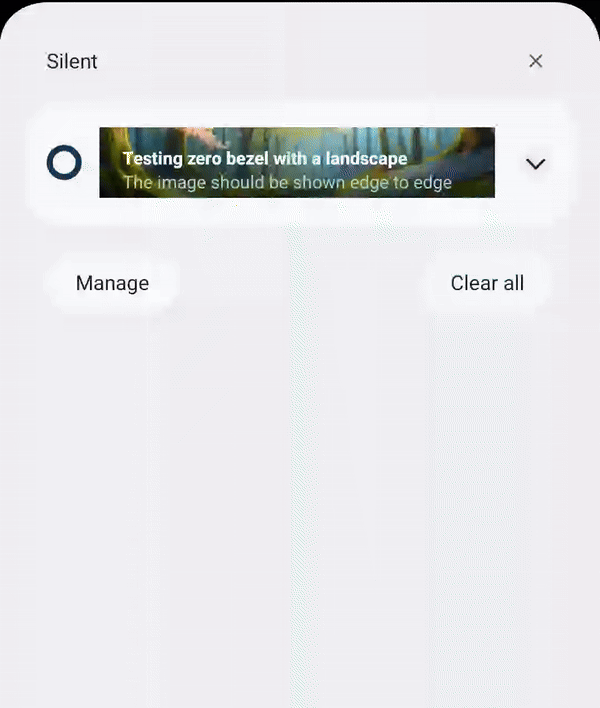 Silent
Testing zero bezel with a landscape
The image should be shown edge to edge
Manage
Clear all